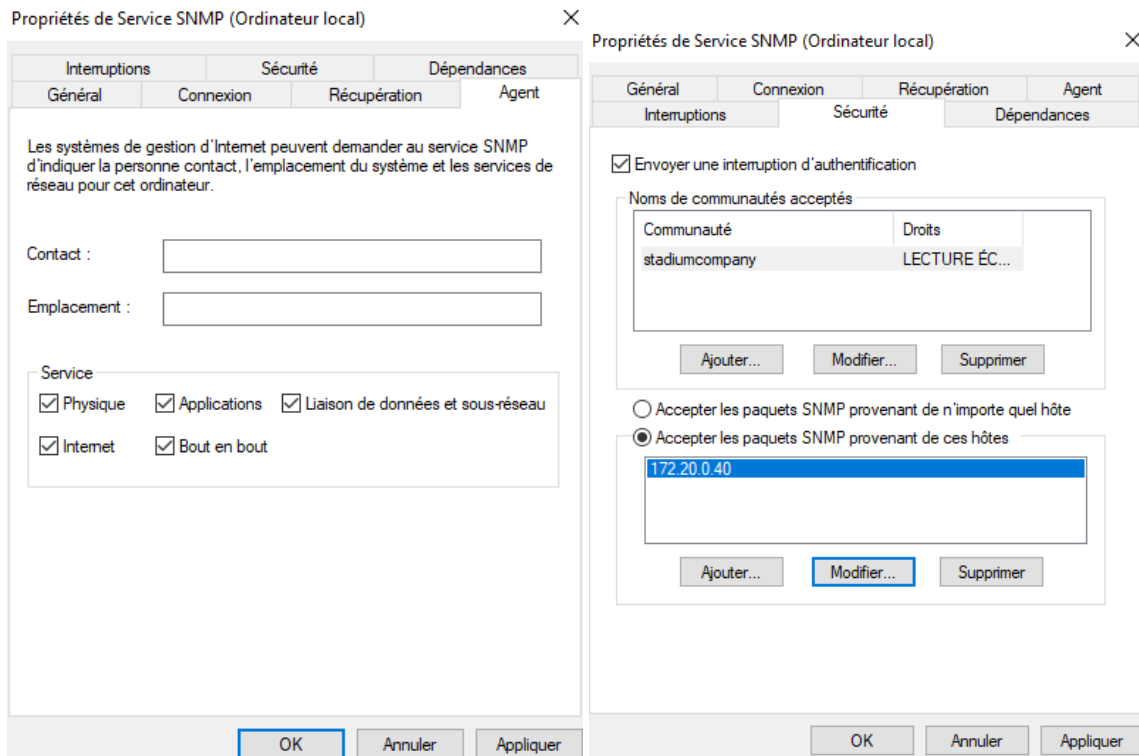 Propriétés de Service SNMP (Ordinateur local)
Interruptions Sécurité Dépendances
Général Connexion Récupération Agent
Les systèmes de gestion d'Internet peuvent demander au service SNMP
d'indiquer la personne contact, l'emplacement du système et les services de
réseau pour cet ordinateur.
Contact :
Emplacement :
Service
Physique Applications Liaison de données et sous-réseau
Internet Bout en bout
OK Annuler Appliquer
Propriétés de Service SNMP (Ordinateur local)
Général Connexion Récupération Agent
Interruptions Sécurité Dépendances
Envoyer une interruption d'authentification
Noms de communautés acceptés
Communauté Droits
stadiumcompany LECTURE ÉC...
Ajouter... Modifier... Supprimer
Accepter les paquets SNMP provenant de n'importe quel hôte
Accepter les paquets SNMP provenant de ces hôtes
172.20.0.40
Ajouter... Modifier... Supprimer
OK Annuler Appliquer